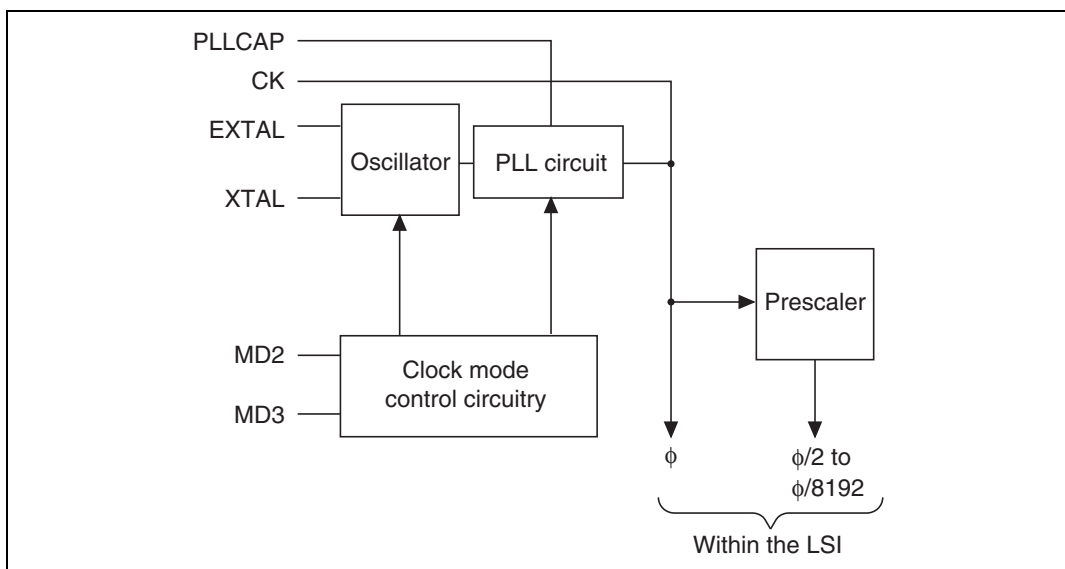 PLLCAP
CK
EXTAL
Oscillator
PLL circuit
XTAL
Prescaler
MD2
Clock mode
control circuitry
MD3
ϕ
ϕ/2 to
ϕ/8192
Within the LSI